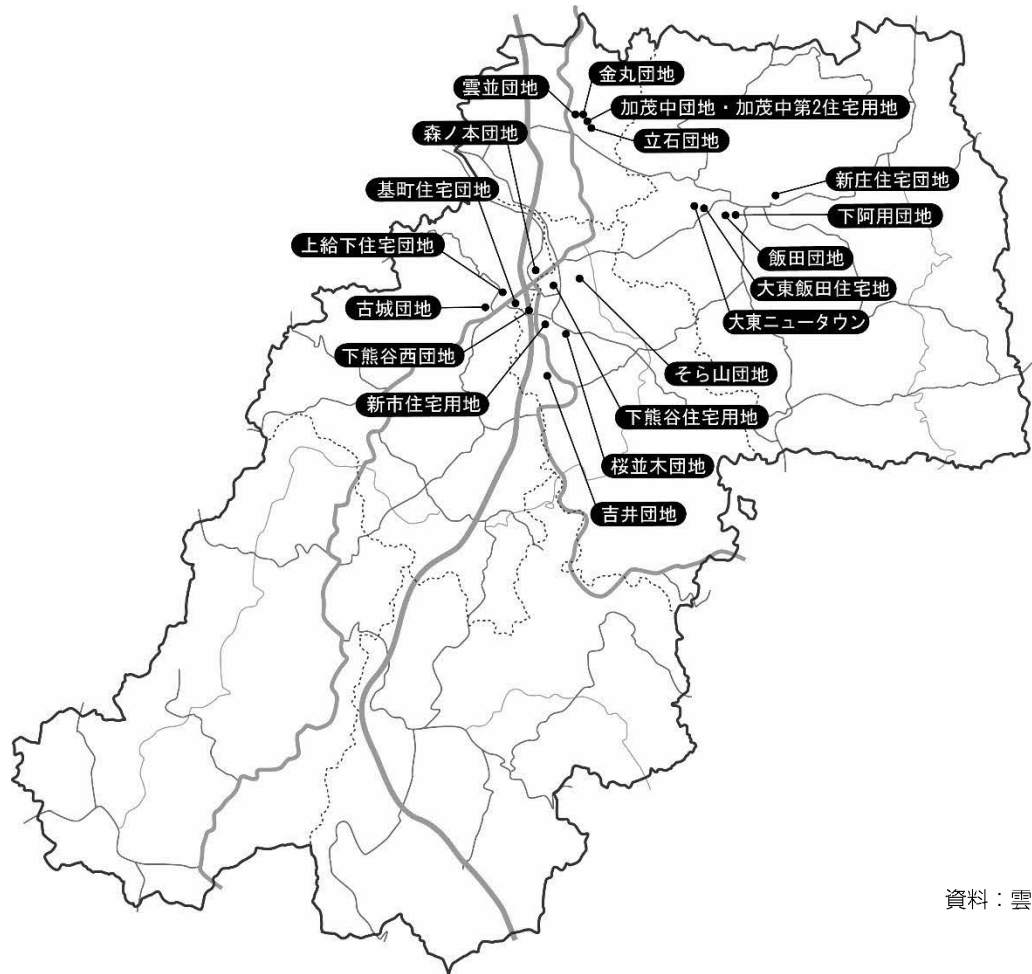 金丸団地
雲並団地
加茂中団地・加茂中第2住宅用地
森ノ本団地
立石団地
新庄住宅団地
基町住宅団地
下阿用団地
上給下住宅団地
飯田団地
大東飯田住宅地
古城団地
大東ニュータウン
下熊谷西団地
そら山団地
新市住宅用地
下熊谷住宅用地
桜並木団地
吉井団地
資料：雲